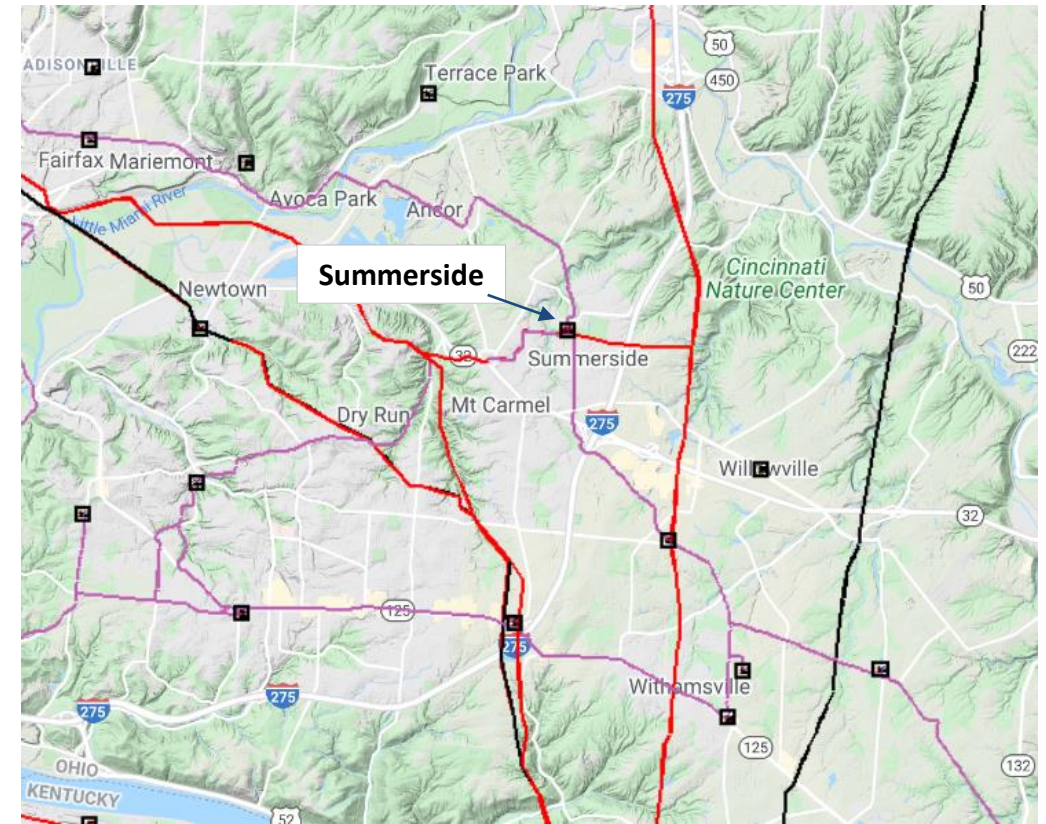 50
ADISONVILLE
Terrace Park
450
275
Fairfax Mariemont
Little Miami River
Avoca Park
Ancor
Summerside
Cincinnati
Nature Center
Newtown
50
32
Summerside
222
Mt Carmel
Dry Run
275
32
125
275
Withamsville
275
275
125
132
OHIO
KENTUCKY
52